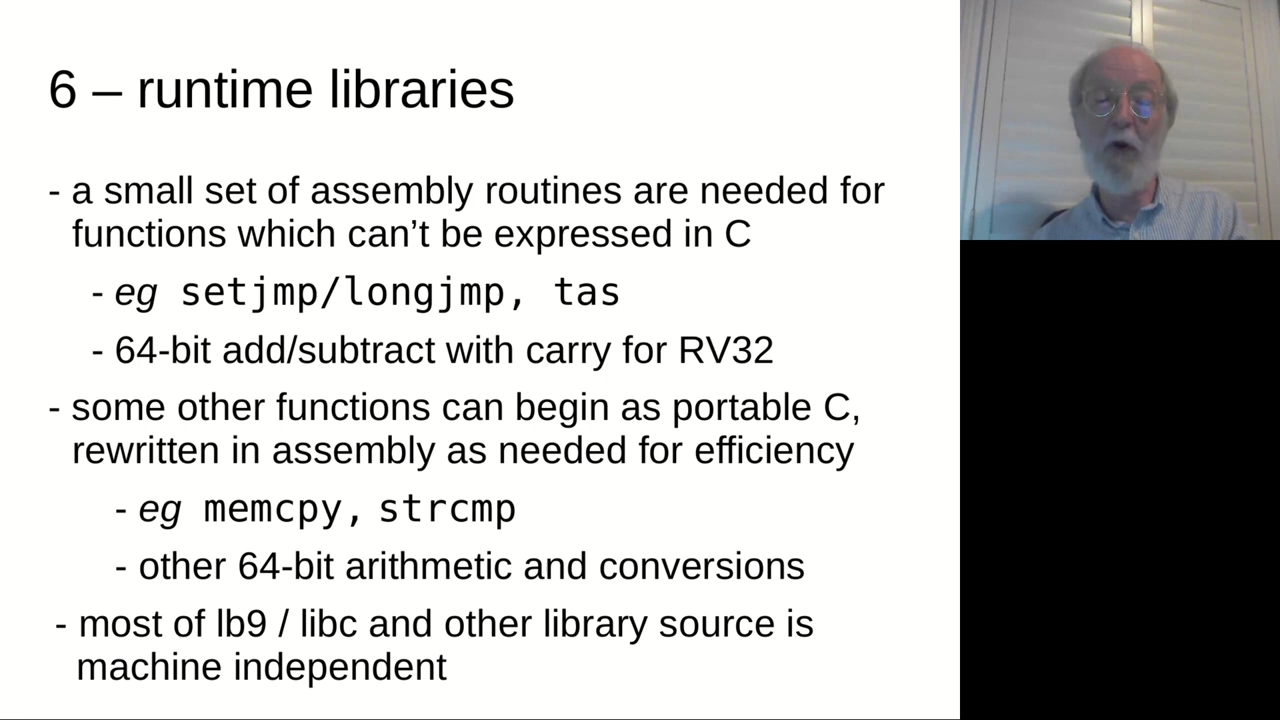 6 – runtime libraries
- a small set of assembly routines are needed for
functions which can’t be expressed in C
- eg setjmp/longjmp, tas
- 64-bit add/subtract with carry for RV32
- some other functions can begin as portable C,
rewritten in assembly as needed for efficiency
- eg memcpy, strcmp
- other 64-bit arithmetic and conversions
- most of lb9 / libc and other library source is
machine independent